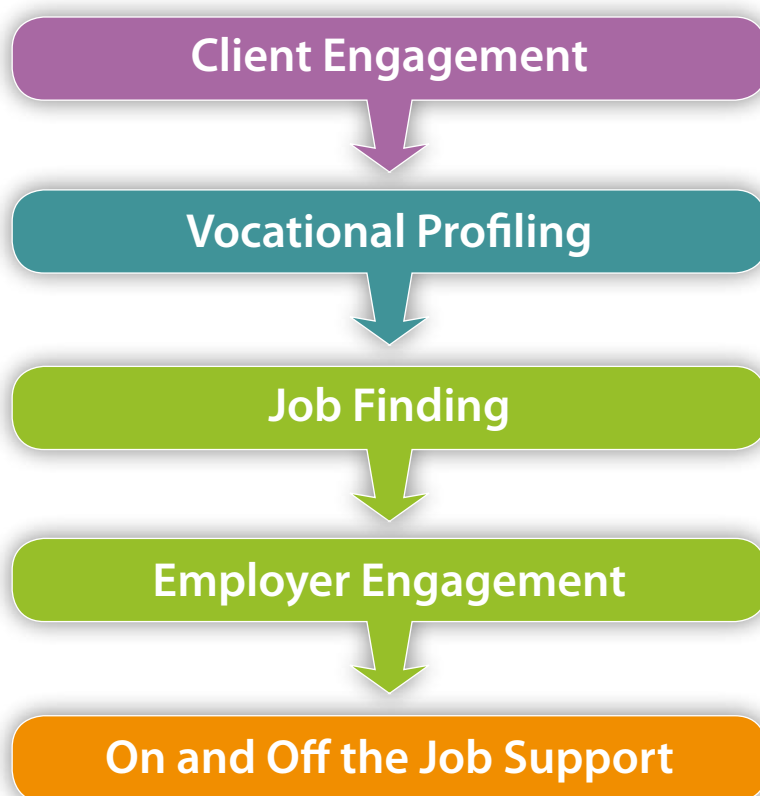 Client Engagement
Vocational Profiling
Job Finding
Employer Engagement
On and Off the Job Support